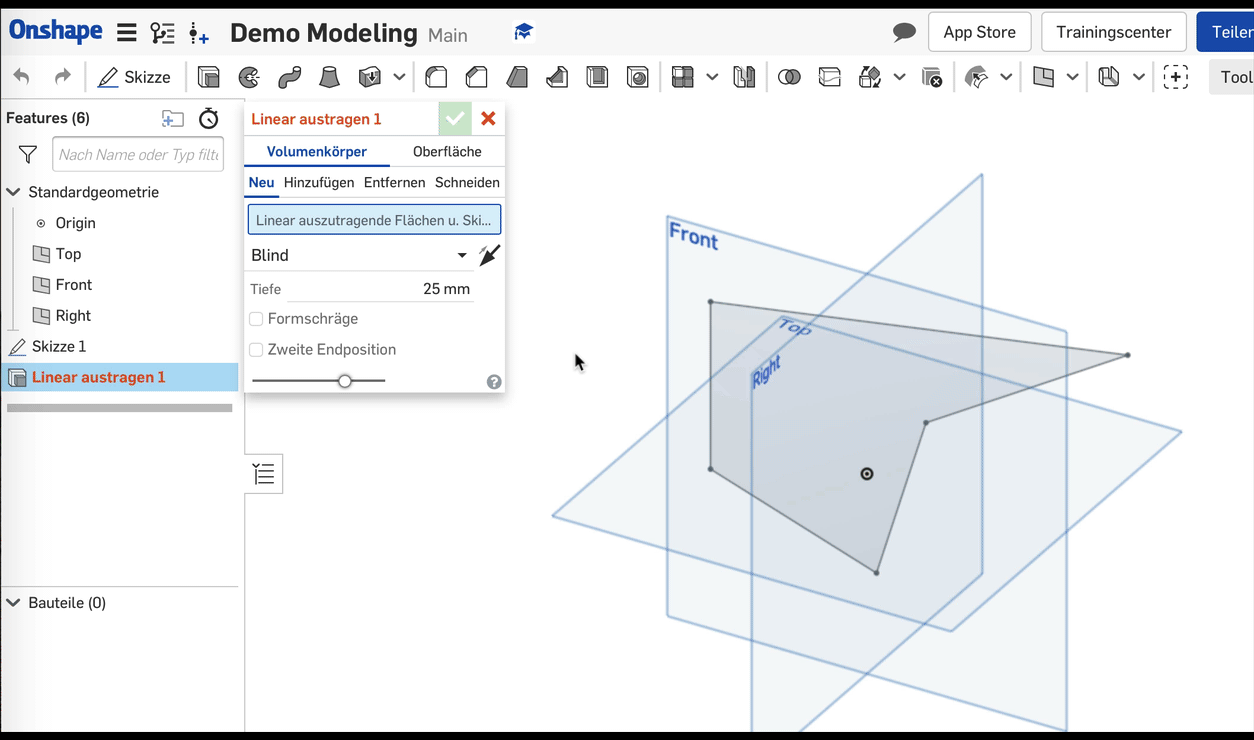 Onshape Demo Modeling Main App Store Trainingscenter Teilen
Skizze Tool
Features (6)
Nach Name oder Typ filte
Standardgeometrie
Origin
Top
Front
Right
Skizze 1
Linear austragen 1
Bauteile (0)
Linear austragen 1
Volumenkörper Oberfläche
Neu Hinzufügen Entfernen Schneiden
Linear auszutragende Flächen u. Ski...
Blind
Tiefe 25 mm
Formschräge
Zweite Endposition
Front
Top
Right